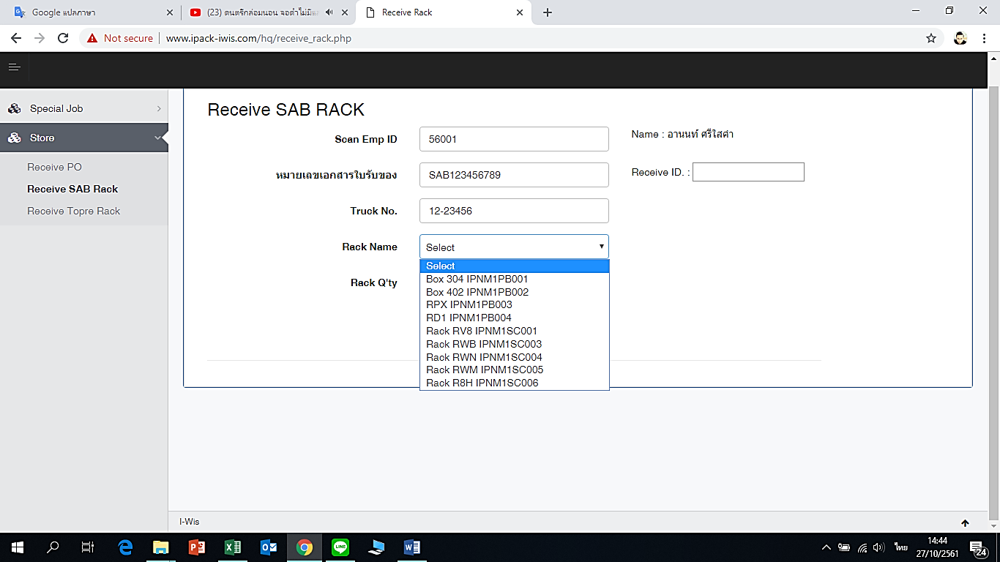 Google แปลภาษา
(23) ดนตรีกล่อมนอน จอดำไม่มี
Receive Rack
Not secure
www.ipack-iwis.com/hq/receive_rack.php
Special Job
Store
Receive PO
Receive SAB Rack
Receive Topre Rack
Receive SAB RACK
Scan Emp ID
56001
Name : อานนท์ ศรีใสคำ
หมายเลขเอกสารใบรับของ
SAB123456789
Receive ID. :
Truck No.
12-23456
Rack Name
Select
Select
Box 304 IPNM1PB001
Rack Q'ty
Box 402 IPNM1PB002
RPX IPNM1PB003
RD1 IPNM1PB004
Rack RV8 IPNM1SC001
Rack RWB IPNM1SC003
Rack RWN IPNM1SC004
Rack RWM IPNM1SC005
Rack R8H IPNM1SC006
I-Wis
LINE
ไทย
14:44
27/10/2561
24